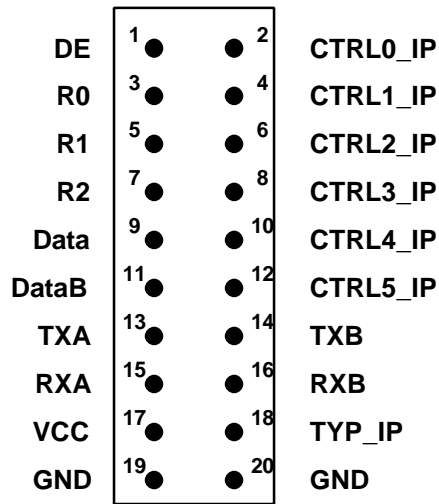 DE 1 2 CTRL0_IP
R0 3 4 CTRL1_IP
R1 5 6 CTRL2_IP
R2 7 8 CTRL3_IP
Data 9 10 CTRL4_IP
DataB 11 12 CTRL5_IP
TXA 13 14 TXB
RXA 15 16 RXB
VCC 17 18 TYP_IP
GND 19 20 GND